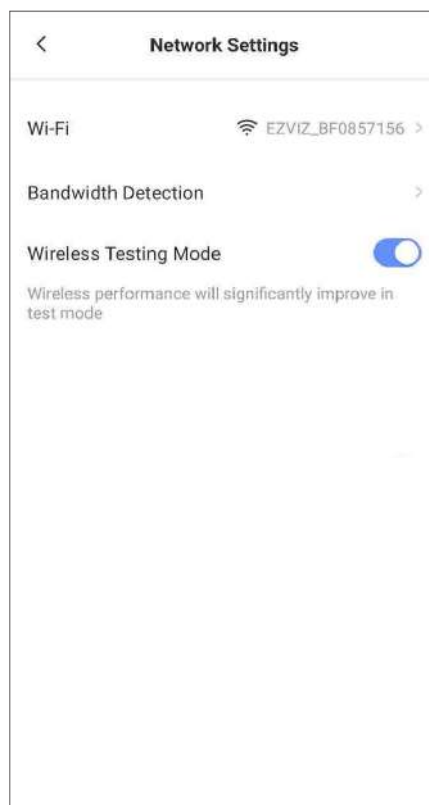 Network Settings
Wi-Fi EZVIZ_BF0857156
Bandwidth Detection
Wireless Testing Mode
Wireless performance will significantly improve in
test mode